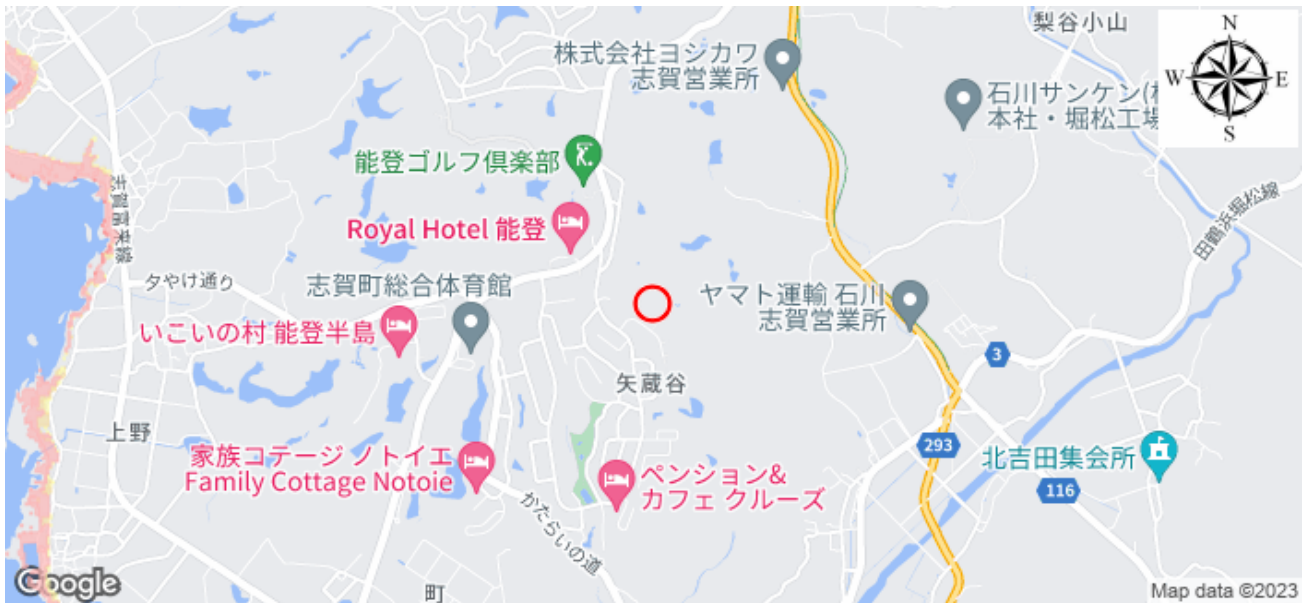 梨谷小山
N
W
E
S
株式会社ヨシカワ
志賀営業所
石川サンケン(
本社・堀松工場
能登ゴルフ倶楽部
志賀富来線
Royal Hotel 能登
田鶴浜堀松線
夕やけ通り
志賀町総合体育館
ヤマト運輸 石川
志賀営業所
いこいの村 能登半島
3
矢蔵谷
上野
293
家族コテージ ノトイエ
Family Cottage Notoie
北吉田集会所
ペンション&
カフェ クルーズ
116
かたらいの道
町
Google
Map data ©2023